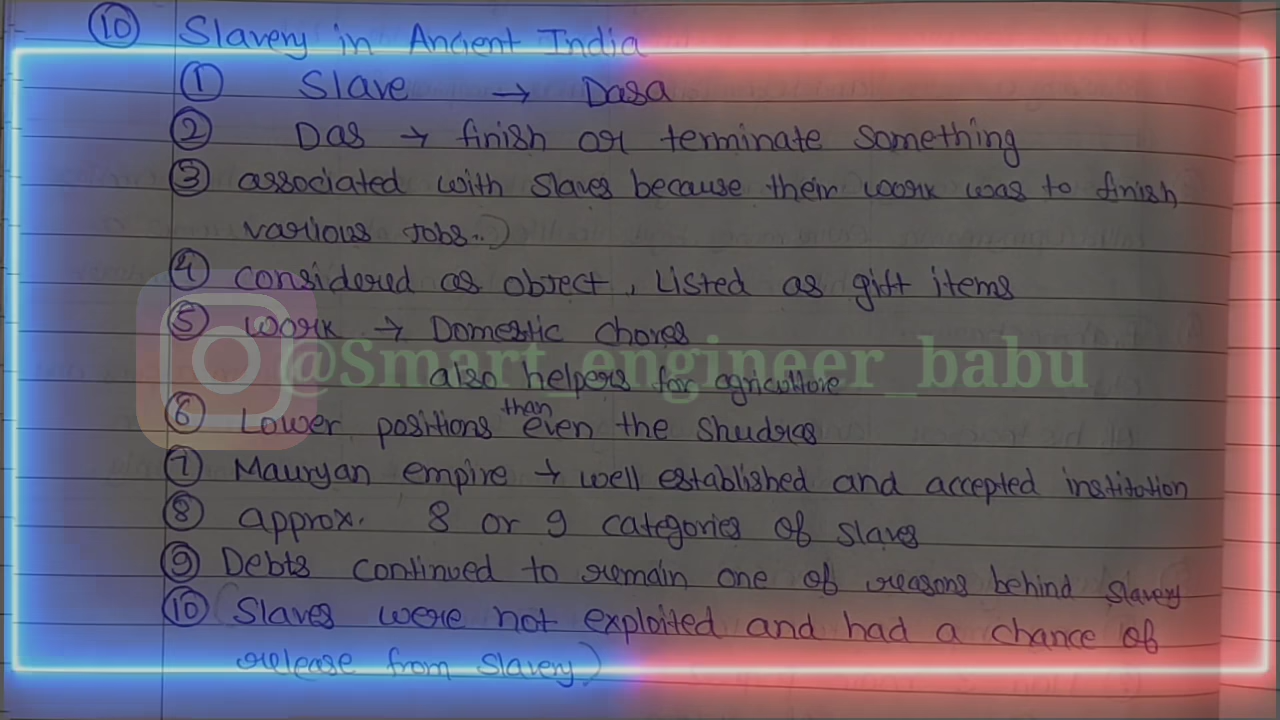 ⑩ Slavery in Ancient India
① Slave → Dasa
② Das → finish or terminate something
③ associated with slaves because their work was to finish
various jobs..)
④ considered as object, Listed as gift items
⑤ work → Domestic chores
@Smart_engineer_babu
also helpers for agriculture
⑥ Lower positions than even the Shudras
⑦ Mauryan empire → well established and accepted institution
⑧ approx. 8 or 9 categories of slaves
⑨ Debts continued to remain one of reasons behind slavery
⑩ (Slaves were not exploited and had a chance of
release from slavery)